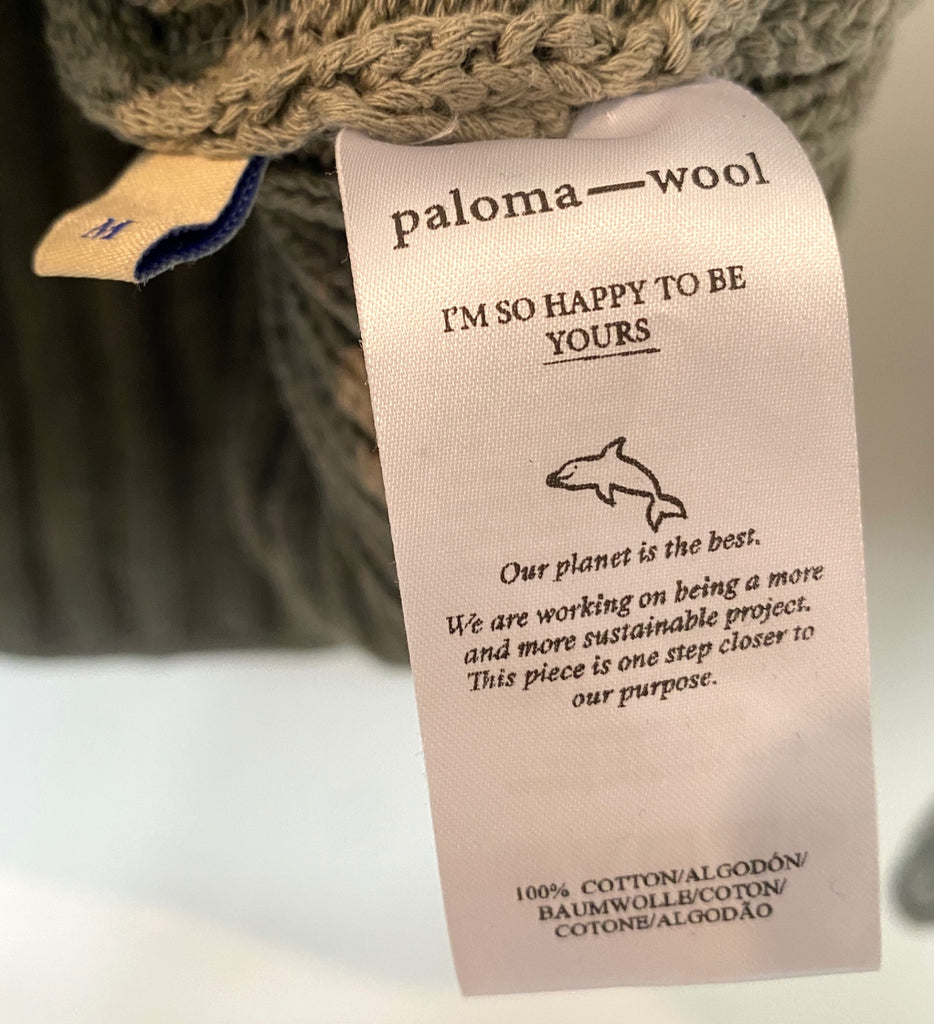 M
paloma—wool
I'M SO HAPPY TO BE
YOURS
Our planet is the best.
We are working on being a more
and more sustainable project.
This piece is one step closer to
our purpose.
100% COTTON/ALGODÓN/
BAUMWOLLE/COTON/
COTONE/ALGODÃO